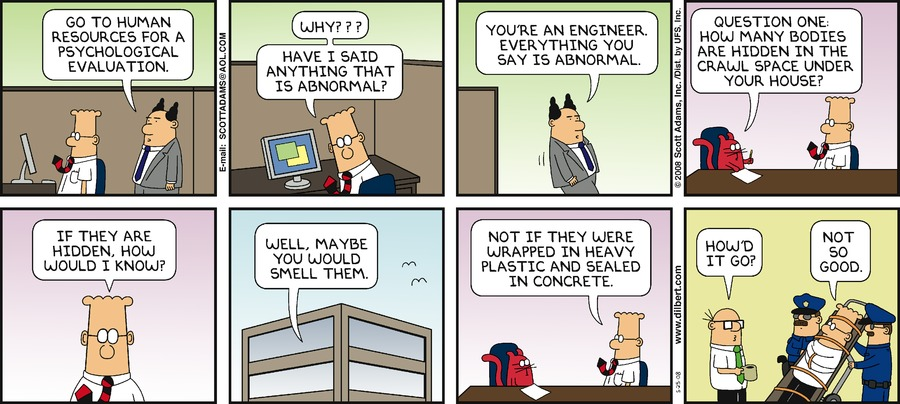 GO TO HUMAN
RESOURCES FOR A
PSYCHOLOGICAL
EVALUATION.
E-mail: SCOTTADAMS@AOL.COM
WHY???
HAVE I SAID
ANYTHING THAT
IS ABNORMAL?
YOU'RE AN ENGINEER.
EVERYTHING YOU
SAY IS ABNORMAL.
© 2008 Scott Adams, Inc./Dist. by UFS, Inc.
QUESTION ONE:
HOW MANY BODIES
ARE HIDDEN IN THE
CRAWL SPACE UNDER
YOUR HOUSE?
IF THEY ARE
HIDDEN, HOW
WOULD I KNOW?
WELL, MAYBE
YOU WOULD
SMELL THEM.
NOT IF THEY WERE
WRAPPED IN HEAVY
PLASTIC AND SEALED
IN CONCRETE.
5-25-08
www.dilbert.com
HOW'D
IT GO?
NOT
SO
GOOD.